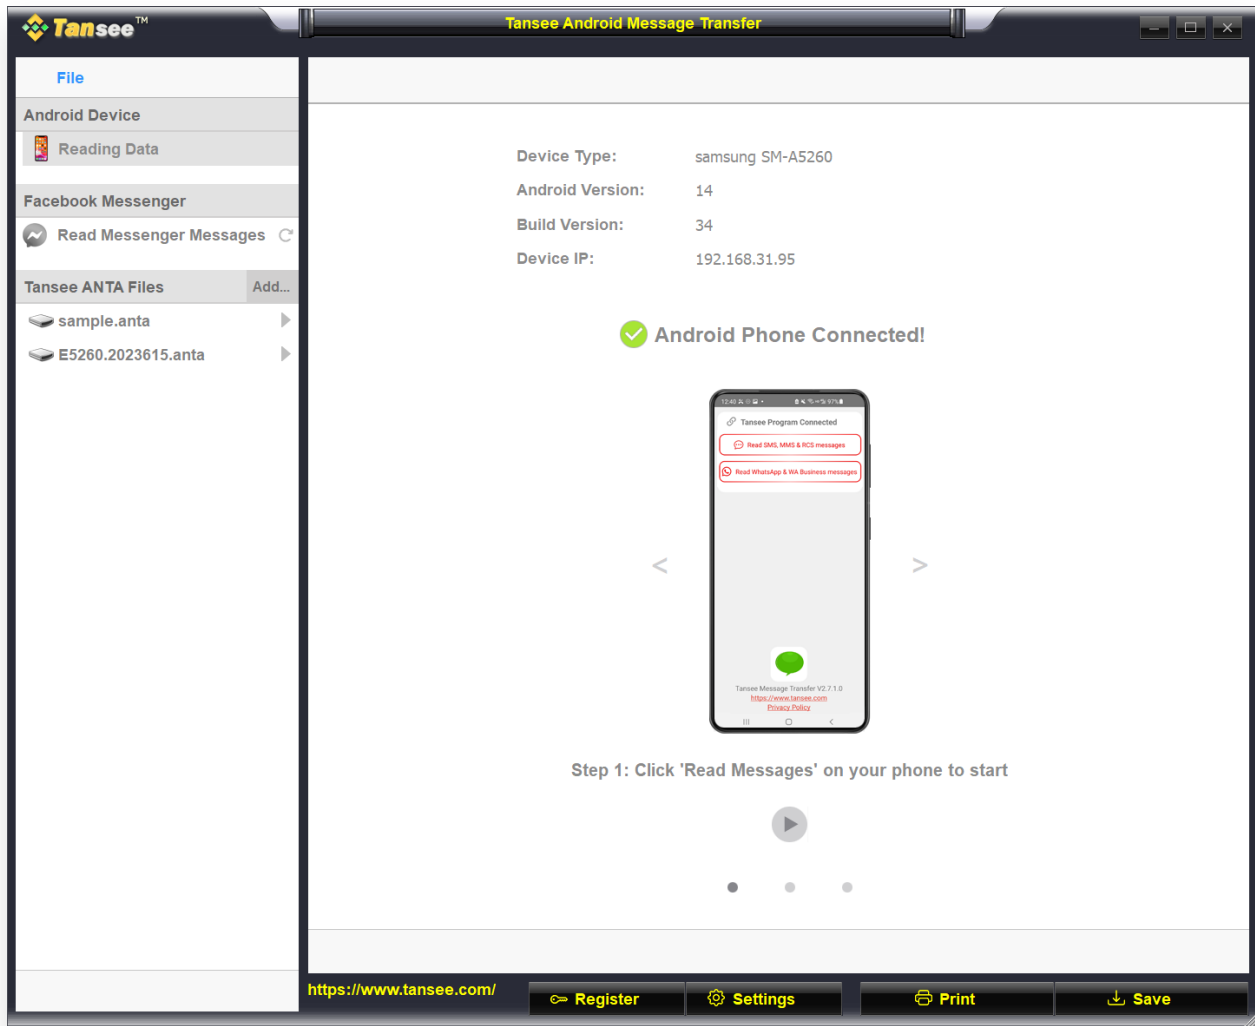 Tansee™
Tansee Android Message Transfer
File
Android Device
Reading Data
Facebook Messenger
Read Messenger Messages
Tansee ANTA Files
Add...
sample.anta
E5260.2023615.anta
Device Type: samsung SM-A5260
Android Version: 14
Build Version: 34
Device IP: 192.168.31.95
Android Phone Connected!
12:40
97%
Tansee Program Connected
Read SMS, MMS & RCS messages
Read WhatsApp & WA Business messages
Tansee Message Transfer V2.7.1.0
https://www.tansee.com
Privacy Policy
Step 1: Click 'Read Messages' on your phone to start
https://www.tansee.com/
Register
Settings
Print
Save